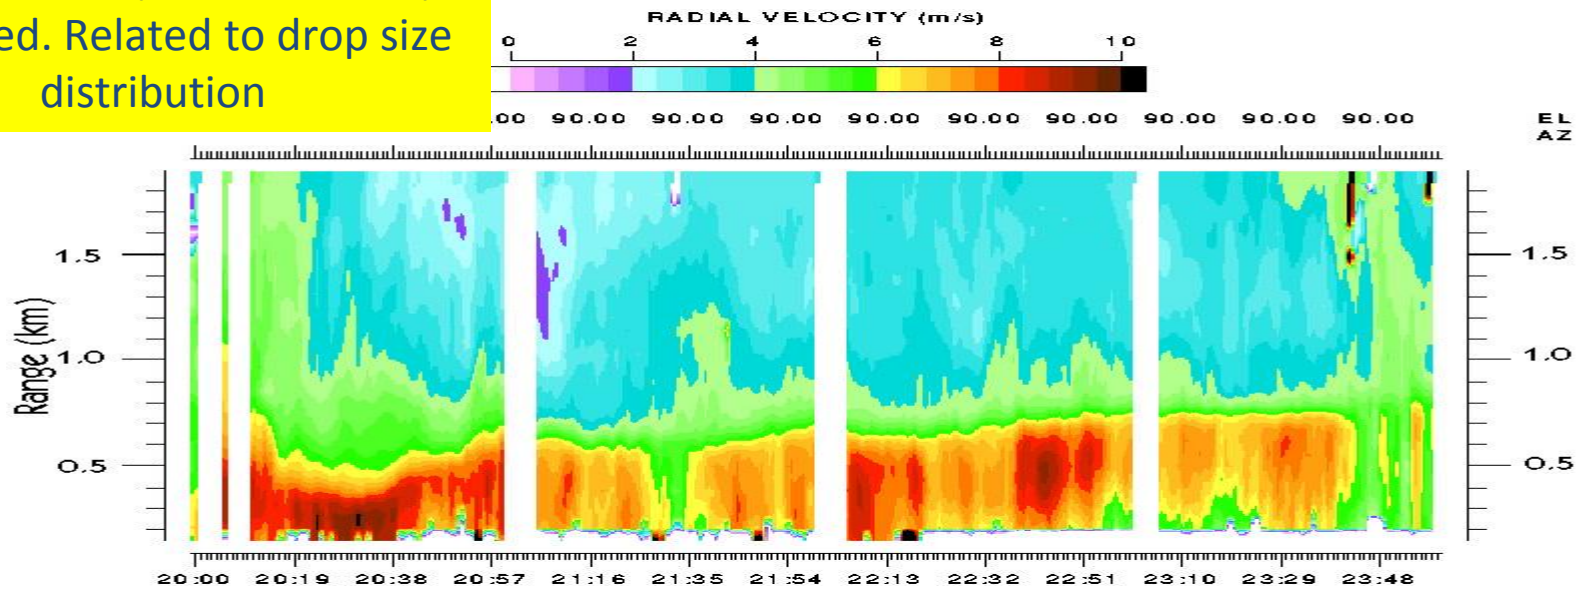 ed. Related to drop size
distribution
RADIAL VELOCITY (m/s)
0 2 4 6 8 10
.00 90.00 90.00 90.00 90.00 90.00 90.00 90.00 90.00 90.00 EL
AZ
1.5 1.5
1.0 1.0
0.5 0.5
Range (km)
20:00 20:19 20:38 20:57 21:16 21:35 21:54 22:13 22:32 22:51 23:10 23:29 23:48